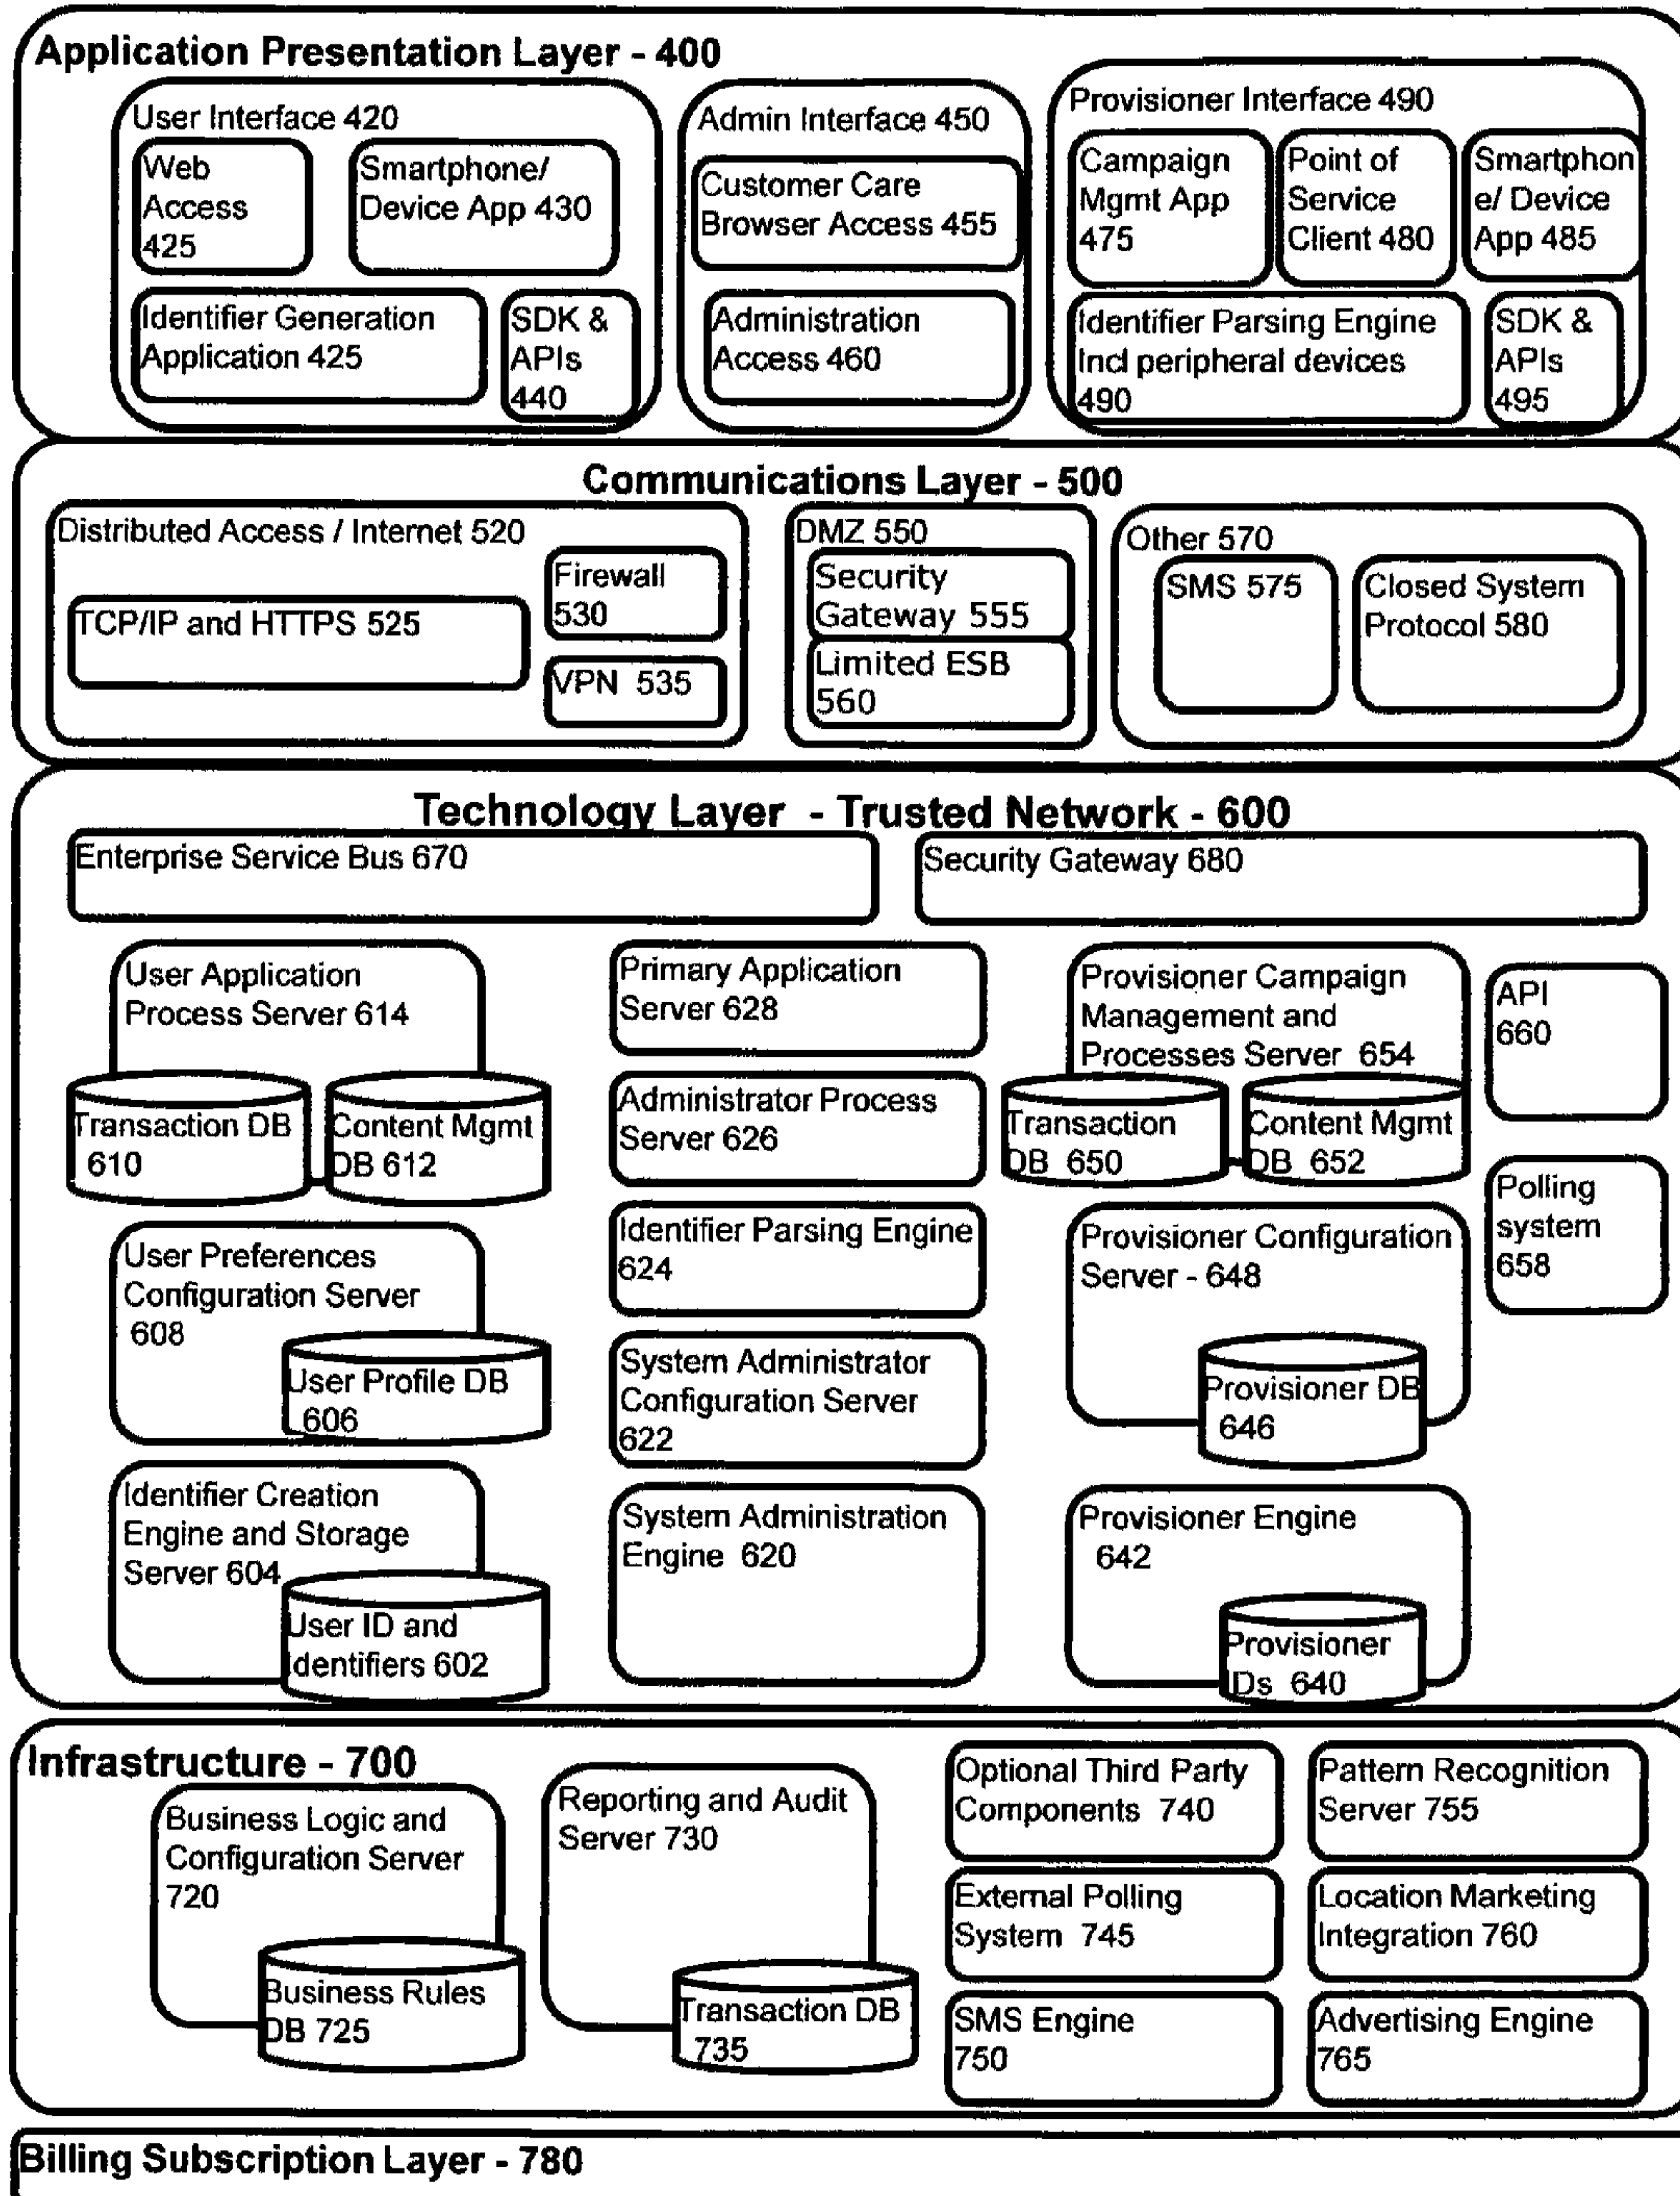 Application Presentation Layer - 400
User Interface 420
Web
Access
425
Smartphone/
Device App 430
Identifier Generation
Application 425
SDK &
APIs
440
Admin Interface 450
Customer Care
Browser Access 455
Administration
Access 460
Provisioner Interface 490
Campaign
Mgmt App
475
Point of
Service
Client 480
Smartphon
e/ Device
App 485
Identifier Parsing Engine
Incl peripheral devices
490
SDK &
APIs
495
Communications Layer - 500
Distributed Access / Internet 520
TCP/IP and HTTPS 525
Firewall
530
VPN 535
DMZ 550
Security
Gateway 555
Limited ESB
560
Other 570
SMS 575
Closed System
Protocol 580
Technology Layer - Trusted Network - 600
Enterprise Service Bus 670
Security Gateway 680
User Application
Process Server 614
Transaction DB
610
Content Mgmt
DB 612
User Preferences
Configuration Server
608
User Profile DB
606
Identifier Creation
Engine and Storage
Server 604
User ID and
Identifiers 602
Primary Application
Server 628
Administrator Process
Server 626
Identifier Parsing Engine
624
System Administrator
Configuration Server
622
System Administration
Engine 620
Provisioner Campaign
Management and
Processes Server 654
Transaction
DB 650
Content Mgmt
DB 652
Provisioner Configuration
Server - 648
Provisioner DB
646
Provisioner Engine
642
Provisioner
IDs 640
API
660
Polling
system
658
Infrastructure - 700
Business Logic and
Configuration Server
720
Business Rules
DB 725
Reporting and Audit
Server 730
Transaction DB
735
Optional Third Party
Components 740
External Polling
System 745
SMS Engine
750
Pattern Recognition
Server 755
Location Marketing
Integration 760
Advertising Engine
765
Billing Subscription Layer - 780